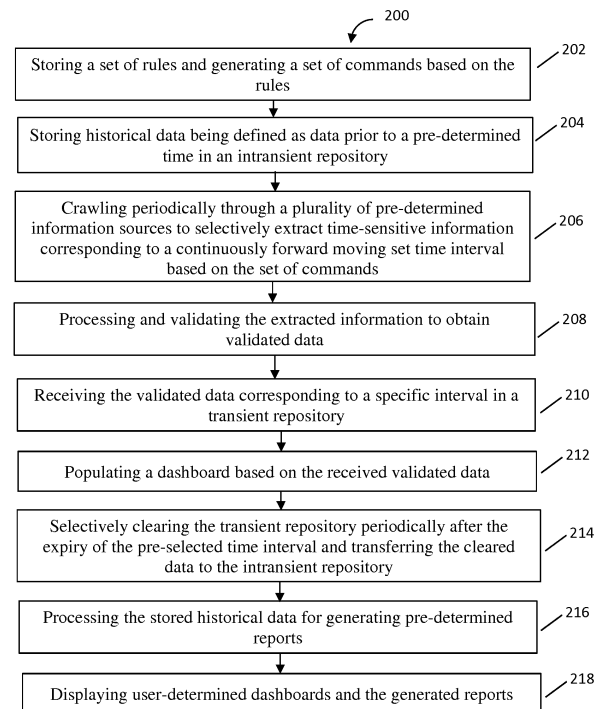 200
Storing a set of rules and generating a set of commands based on the
rules
202
Storing historical data being defined as data prior to a pre-determined
time in an intransient repository
204
Crawling periodically through a plurality of pre-determined
information sources to selectively extract time-sensitive information
corresponding to a continuously forward moving set time interval
based on the set of commands
206
Processing and validating the extracted information to obtain
validated data
208
Receiving the validated data corresponding to a specific interval in a
transient repository
210
Populating a dashboard based on the received validated data
212
Selectively clearing the transient repository periodically after the
expiry of the pre-selected time interval and transferring the cleared
data to the intransient repository
214
Processing the stored historical data for generating pre-determined
reports
216
Displaying user-determined dashboards and the generated reports
218